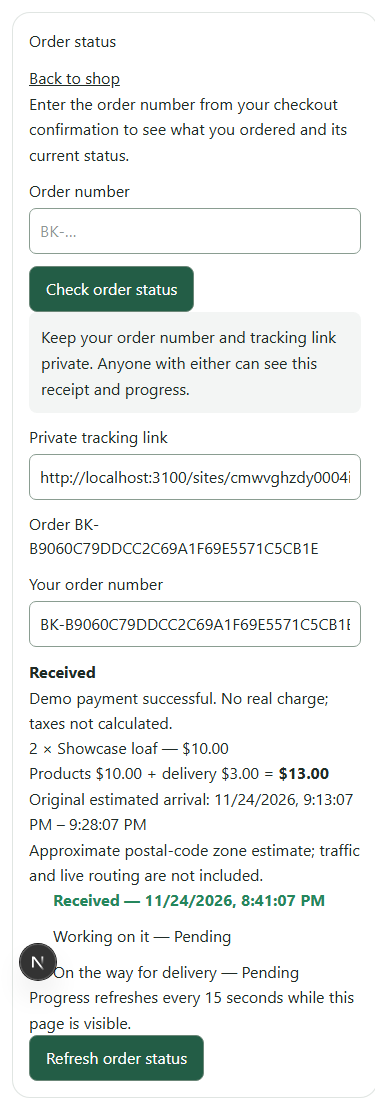 Order status
Back to shop
Enter the order number from your checkout
confirmation to see what you ordered and its
current status.
Order number
BK-...
Check order status
Keep your order number and tracking link
private. Anyone with either can see this
receipt and progress.
Private tracking link
http://localhost:3100/sites/cmwvghzdy0004i
Order BK-
B9060C79DDCC2C69A1F69E5571C5CB1E
Your order number
BK-B9060C79DDCC2C69A1F69E5571C5CB1E
Received
Demo payment successful. No real charge;
taxes not calculated.
2 × Showcase loaf — $10.00
Products $10.00 + delivery $3.00 = $13.00
Original estimated arrival: 11/24/2026, 9:13:07
PM – 9:28:07 PM
Approximate postal-code zone estimate; traffic
and live routing are not included.
Received — 11/24/2026, 8:41:07 PM
Working on it — Pending
N
On the way for delivery — Pending
Progress refreshes every 15 seconds while this
page is visible.
Refresh order status